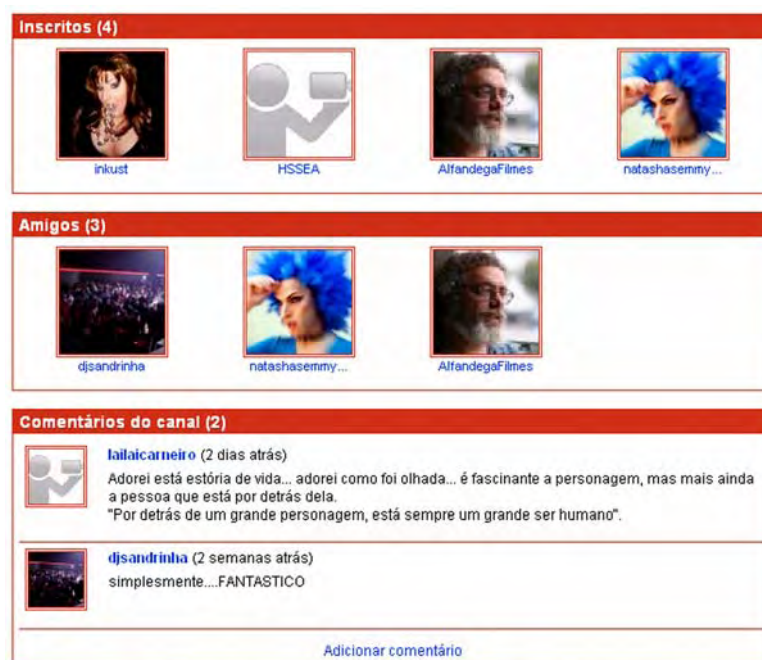 Inscritos (4)
inkust HSSEA AlfandegaFilmes natashasemmy...
Amigos (3)
djsandrinha natashasemmy... AlfandegaFilmes
Comentários do canal (2)
lailaicarneiro (2 dias atrás)
Adorei está estória de vida... adorei como foi olhada... é fascinante a personagem, mas mais ainda
a pessoa que está por detrás dela.
"Por detrás de um grande personagem, está sempre um grande ser humano".
djsandrinha (2 semanas atrás)
simplesmente....FANTASTICO
Adicionar comentário